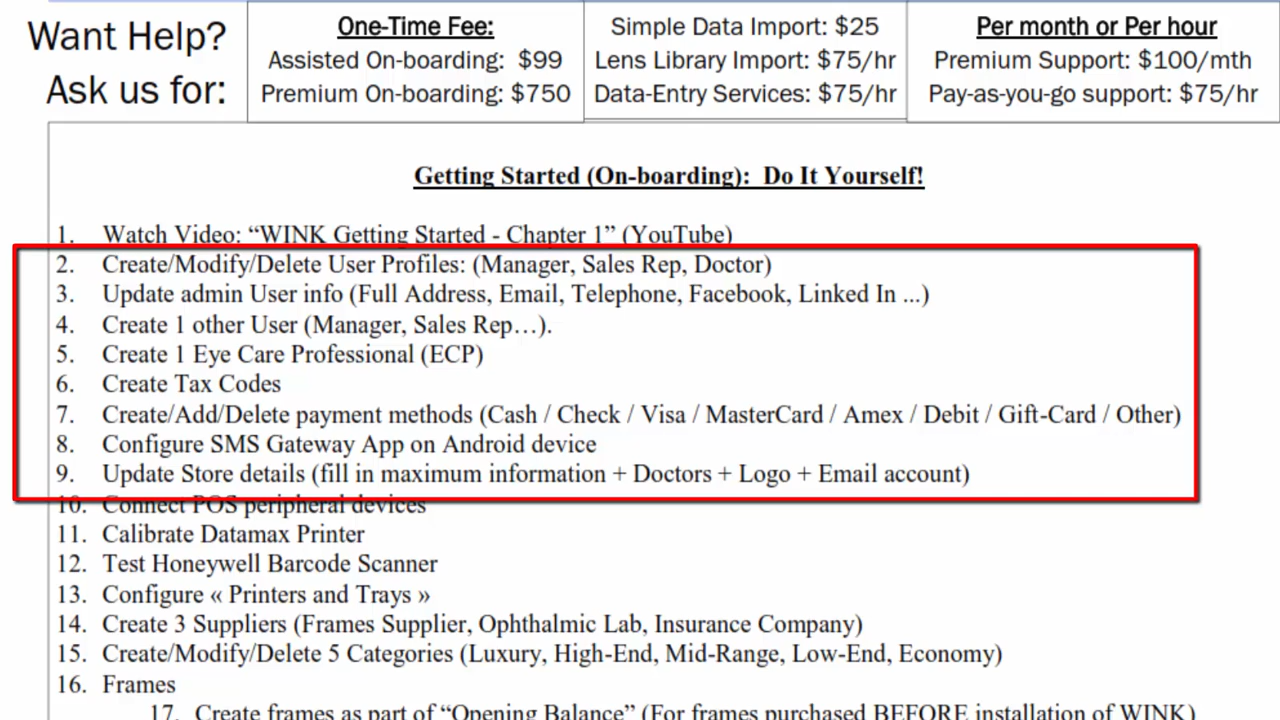 Want Help?
Ask us for:
One-Time Fee:
Assisted On-boarding: $99
Premium On-boarding: $750
Simple Data Import: $25
Lens Library Import: $75/hr
Data-Entry Services: $75/hr
Per month or Per hour
Premium Support: $100/mth
Pay-as-you-go support: $75/hr
Getting Started (On-boarding): Do It Yourself!
1. Watch Video: “WINK Getting Started - Chapter 1” (YouTube)
2. Create/Modify/Delete User Profiles: (Manager, Sales Rep, Doctor)
3. Update admin User info (Full Address, Email, Telephone, Facebook, Linked In ...)
4. Create 1 other User (Manager, Sales Rep…).
5. Create 1 Eye Care Professional (ECP)
6. Create Tax Codes
7. Create/Add/Delete payment methods (Cash / Check / Visa / MasterCard / Amex / Debit / Gift-Card / Other)
8. Configure SMS Gateway App on Android device
9. Update Store details (fill in maximum information + Doctors + Logo + Email account)
10. Connect POS peripheral devices
11. Calibrate Datamax Printer
12. Test Honeywell Barcode Scanner
13. Configure « Printers and Trays »
14. Create 3 Suppliers (Frames Supplier, Ophthalmic Lab, Insurance Company)
15. Create/Modify/Delete 5 Categories (Luxury, High-End, Mid-Range, Low-End, Economy)
16. Frames
17. Create frames as part of “Opening Balance” (For frames purchased BEFORE installation of WINK)